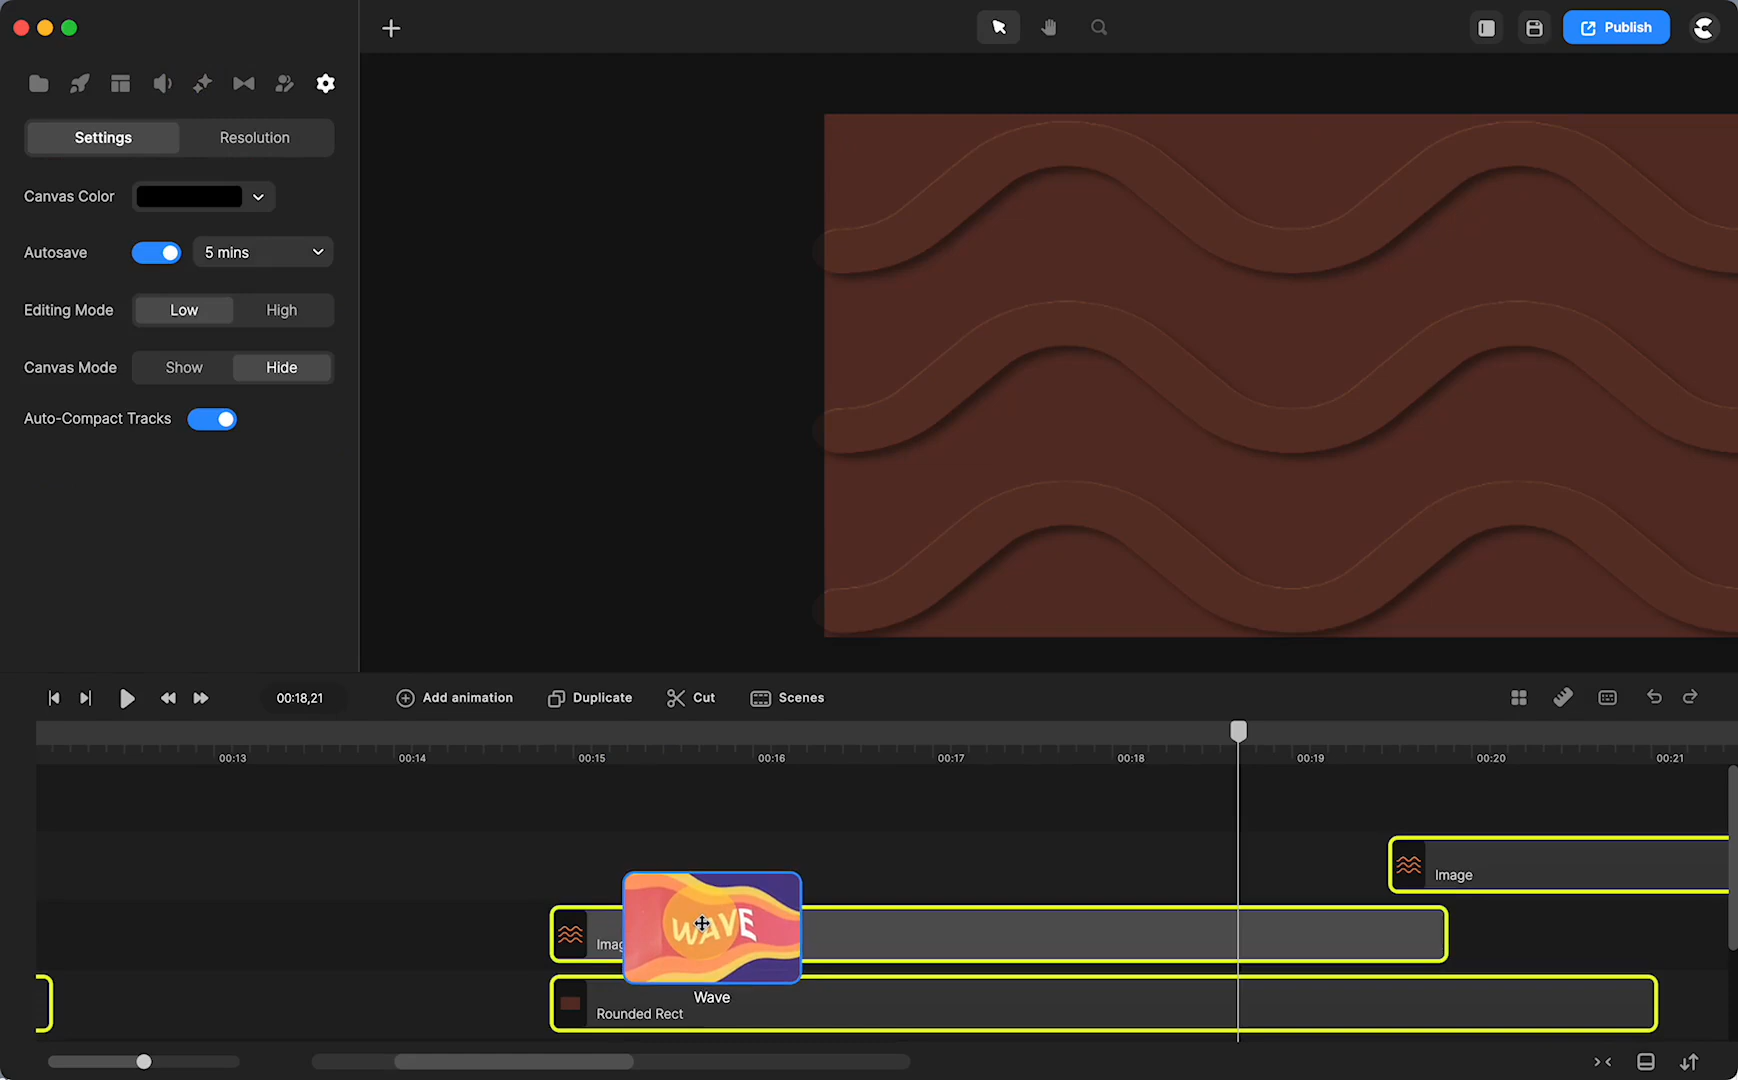 Publish
Settings
Resolution
Canvas Color
Autosave
5 mins
Editing Mode
Low
High
Canvas Mode
Show
Hide
Auto-Compact Tracks
00:18,21
Add animation
Duplicate
Cut
Scenes
00:13
00:14
00:15
00:16
00:17
00:18
00:19
00:20
00:21
Image
Imag
WAVE
Wave
Rounded Rect